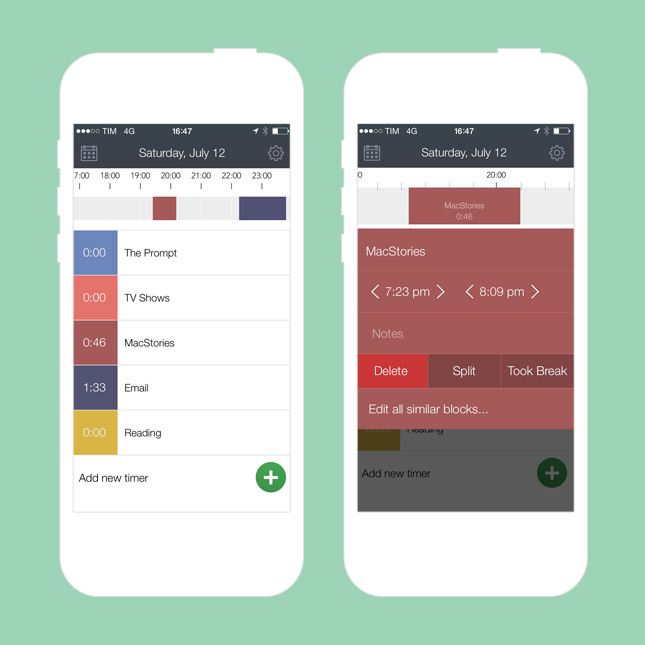 TIM 4G 16:47
Saturday, July 12
7:00 18:00 19:00 20:00 21:00 22:00 23:00
0:00 The Prompt
0:00 TV Shows
0:46 MacStories
1:33 Email
0:00 Reading
Add new timer
TIM 4G 16:47
Saturday, July 12
0 20:00
MacStories
0:46
MacStories
7:23 pm 8:09 pm
Notes
Delete Split Took Break
Edit all similar blocks...
Reading
Add new timer